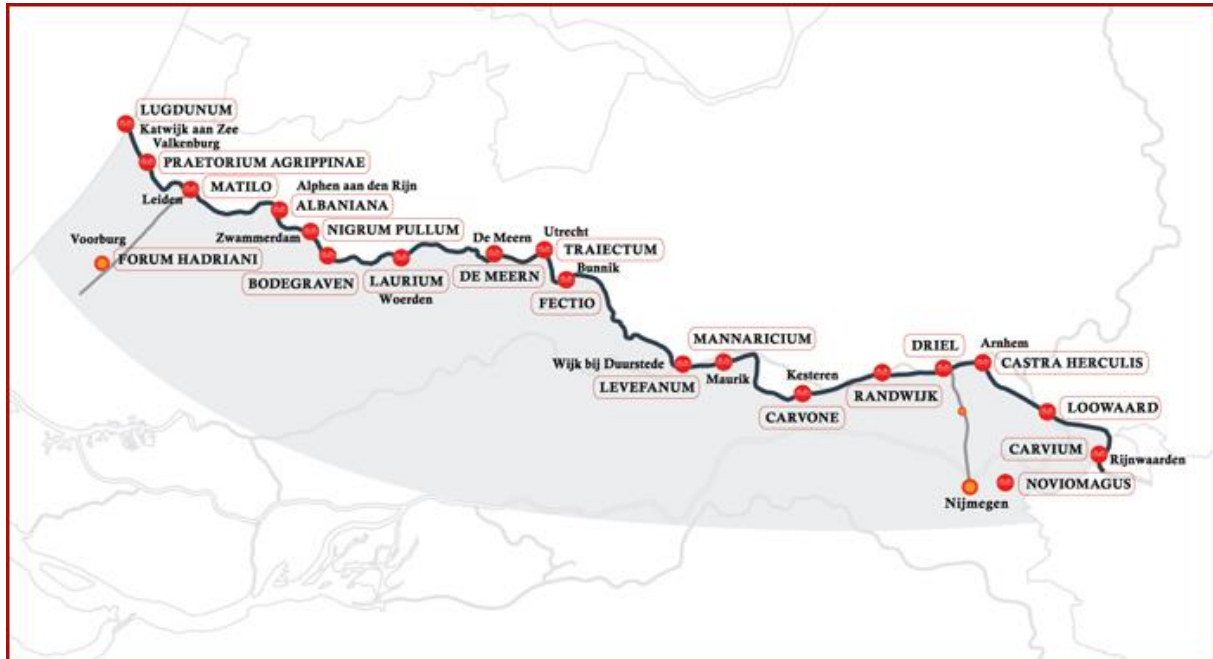 LUGDUNUM
Katwijk aan Zee
Valkenburg
PRAETORIUM AGRIPPINAE
MATILO
Leiden
Alphen aan den Rijn
ALBANIANA
Voorburg
FORUM HADRIANI
Zwammerdam
NIGRUM PULLUM
BODEGRAVEN
LAURIUM
Woerden
De Meern
DE MEERN
Utrecht
TRAIECTUM
Bunnik
FECTIO
Wijk bij Duurstede
LEVEFANUM
MANNARICIUM
Maurik
Kesteren
CARVONE
RANDWIJK
DRIEL
Arnhem
CASTRA HERCULIS
LOOWAARD
CARVIUM
Rijnwaarden
NOVIOMAGUS
Nijmegen